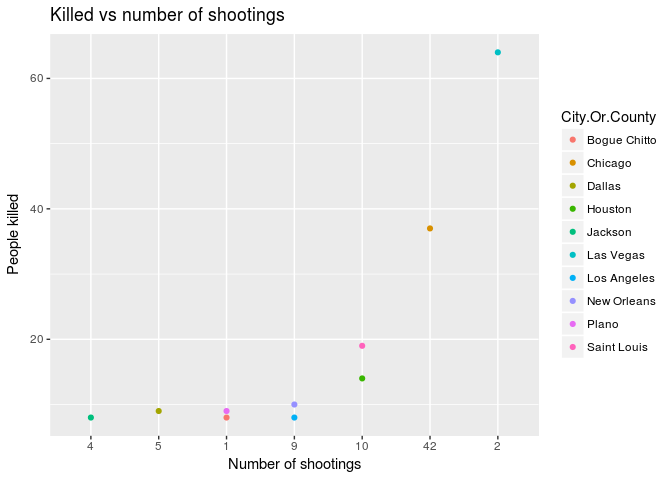 Killed vs number of shootings
60
40
20
People killed
4 5 1 9 10 42 2
Number of shootings
City.Or.County
Bogue Chitto
Chicago
Dallas
Houston
Jackson
Las Vegas
Los Angeles
New Orleans
Plano
Saint Louis